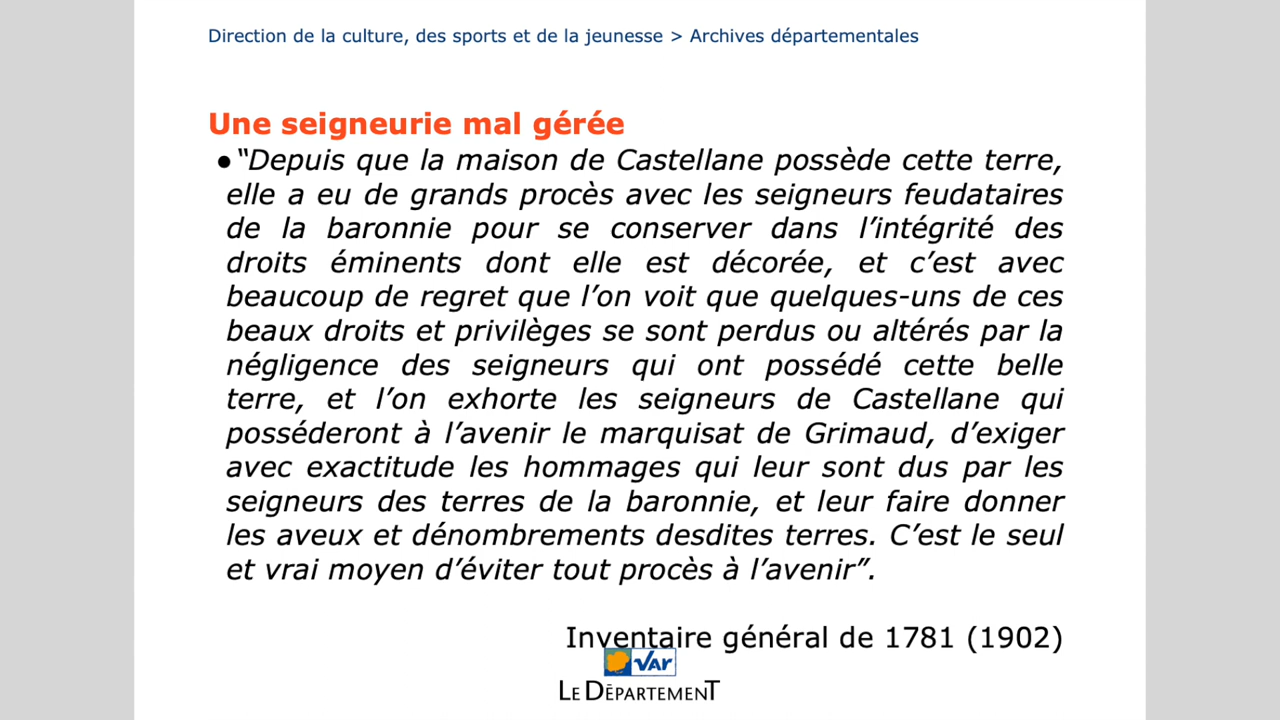 Direction de la culture, des sports et de la jeunesse > Archives départementales
Une seigneurie mal gérée
●“Depuis que la maison de Castellane possède cette terre,
elle a eu de grands procès avec les seigneurs feudataires
de la baronnie pour se conserver dans l’intégrité des
droits éminents dont elle est décorée, et c’est avec
beaucoup de regret que l’on voit que quelques-uns de ces
beaux droits et privilèges se sont perdus ou altérés par la
négligence des seigneurs qui ont possédé cette belle
terre, et l’on exhorte les seigneurs de Castellane qui
posséderont à l’avenir le marquisat de Grimaud, d’exiger
avec exactitude les hommages qui leur sont dus par les
seigneurs des terres de la baronnie, et leur faire donner
les aveux et dénombrements desdites terres. C’est le seul
et vrai moyen d’éviter tout procès à l’avenir”.
Inventaire général de 1781 (1902)
VAr
LE DÉPARTEMENT